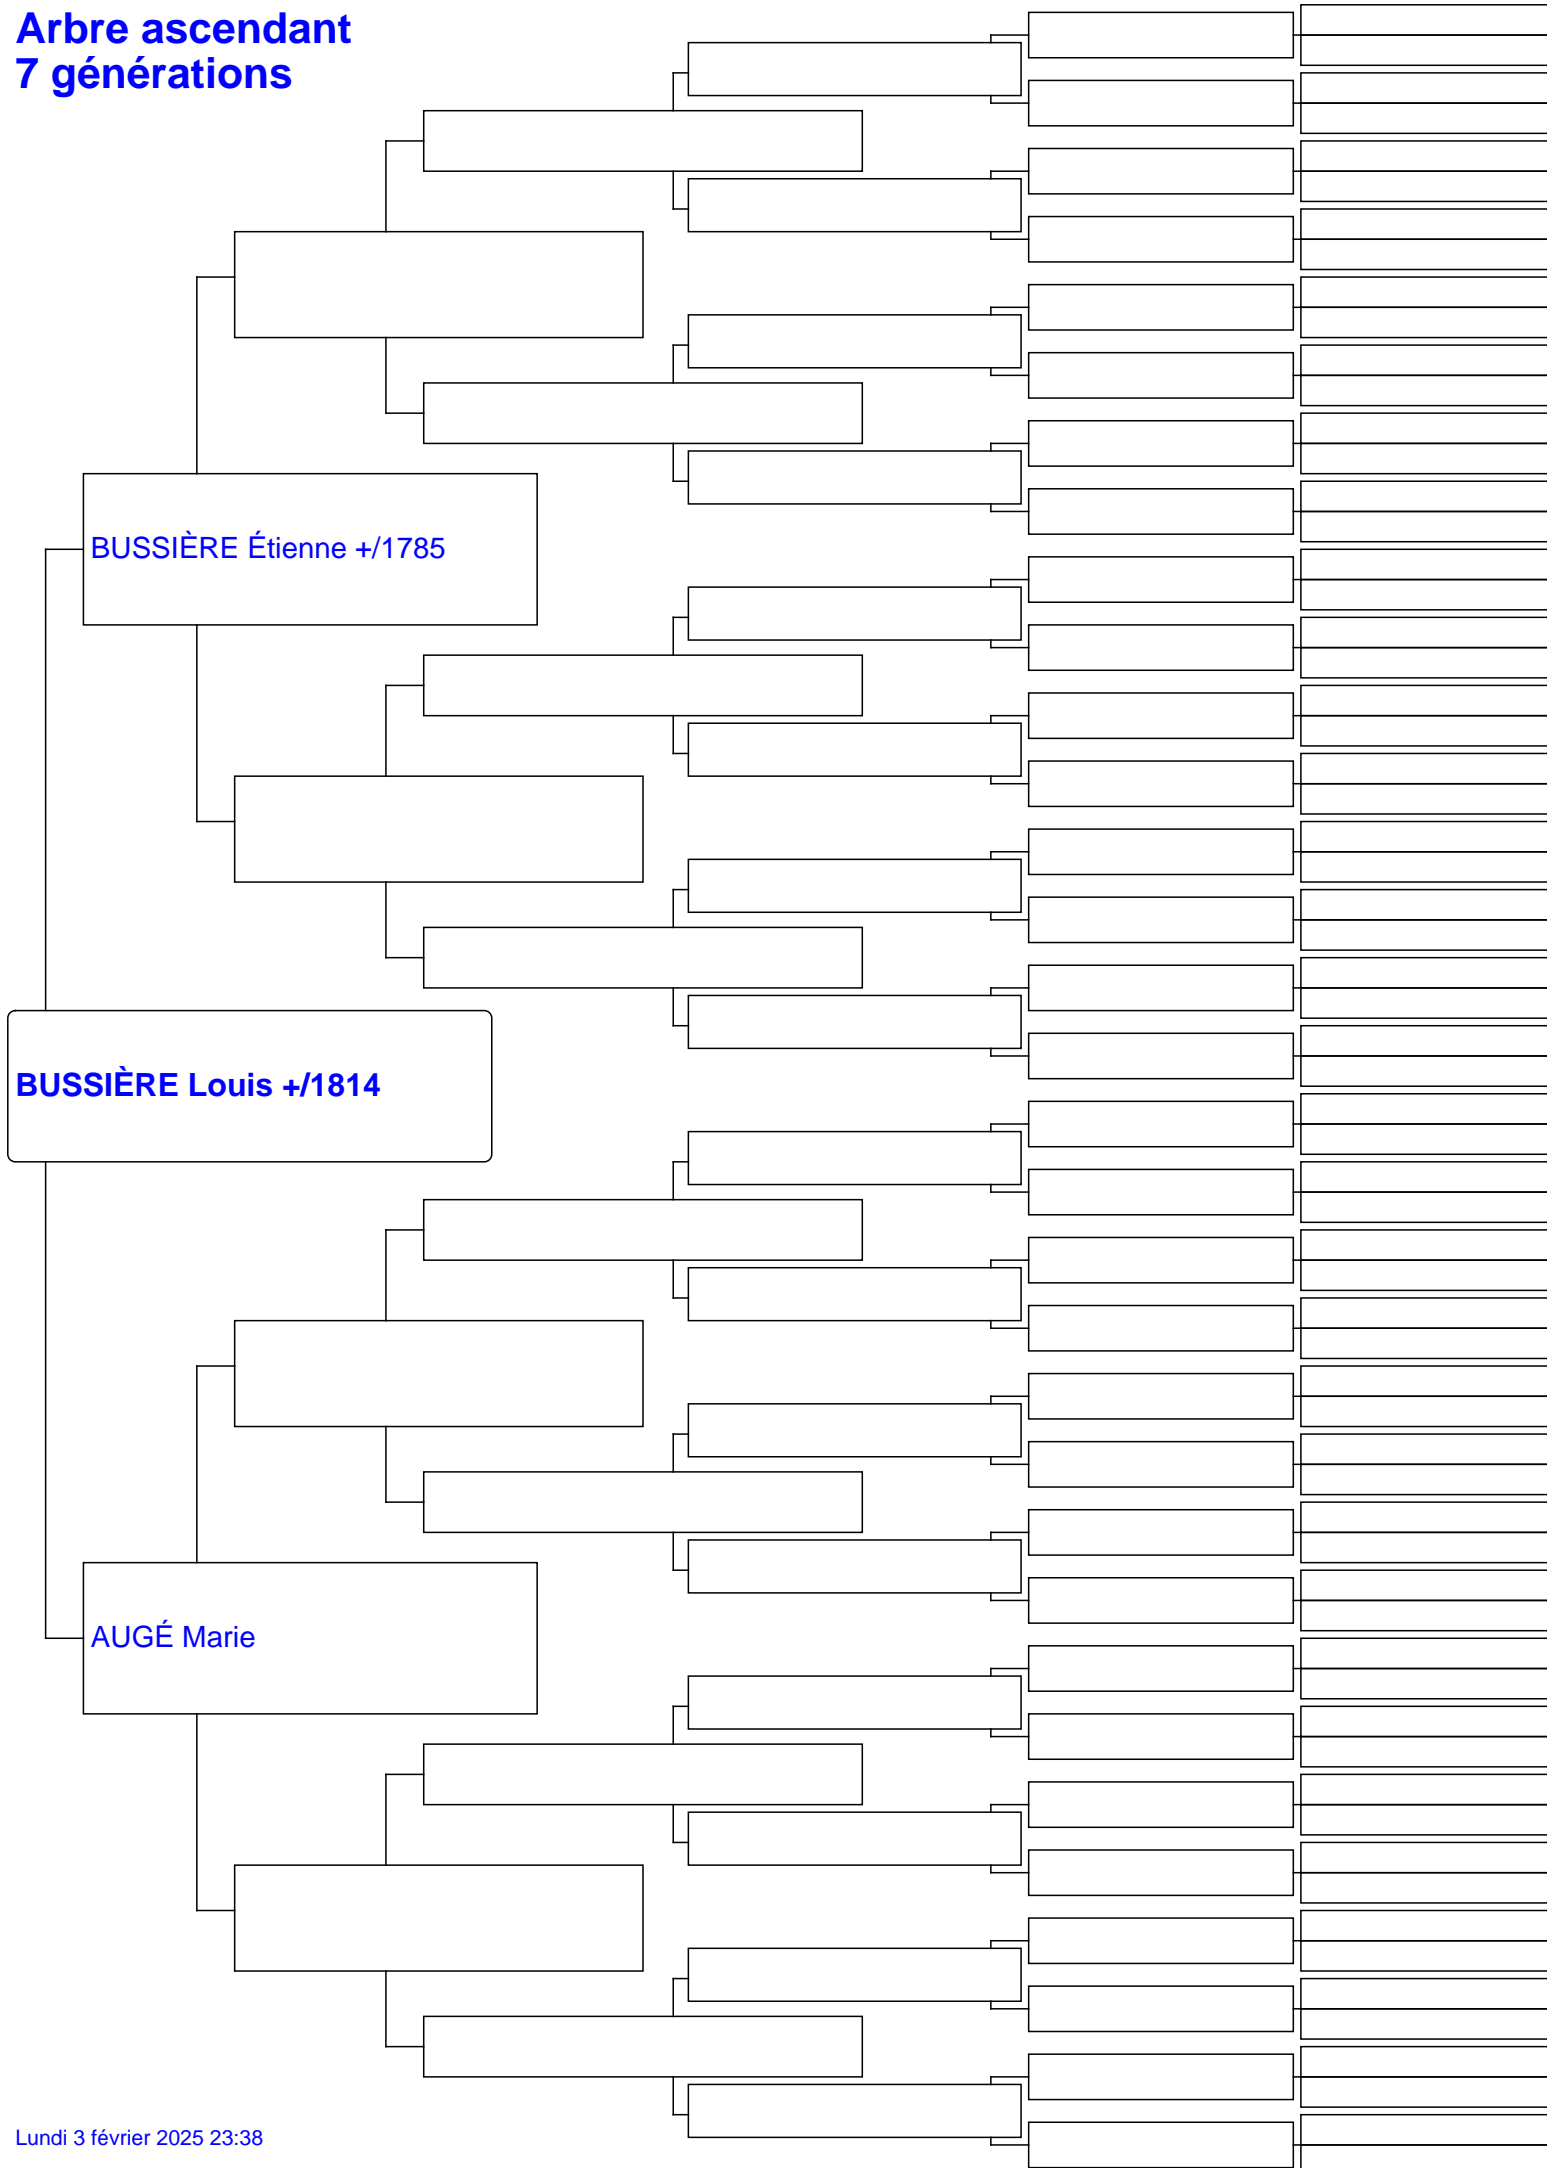 Arbre ascendant
7 générations
BUSSIÈRE Étienne +/1785
BUSSIÈRE Louis +/1814
AUGÉ Marie
Lundi 3 février 2025 23:38